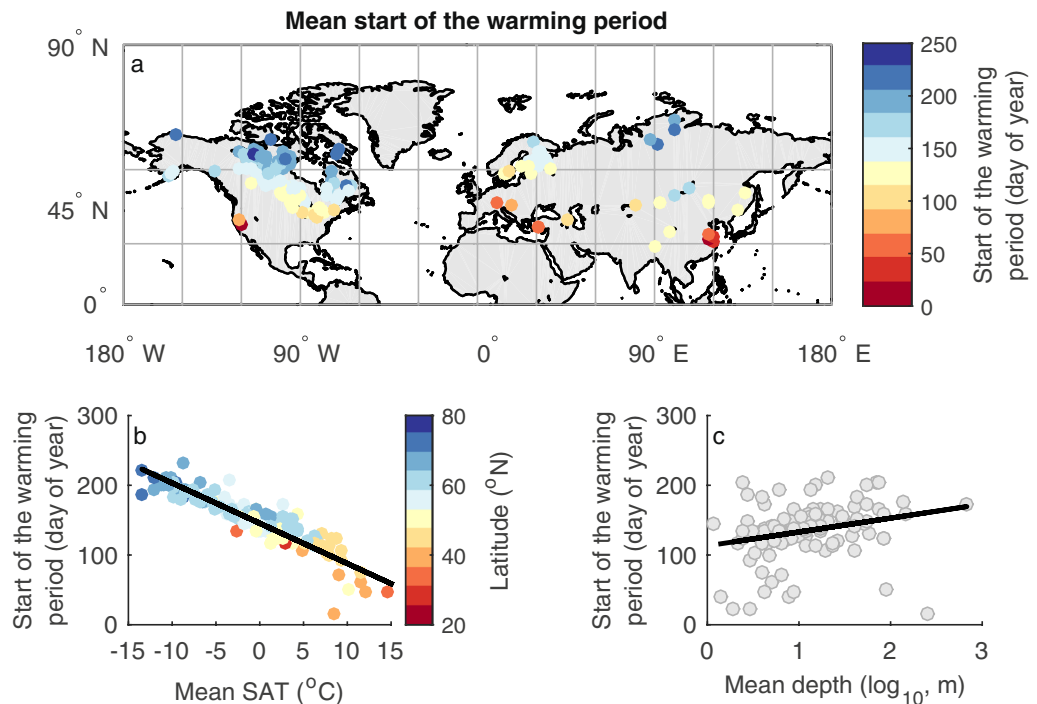 Mean start of the warming period
90° N
45° N
0°
a
180° W
90° W
0°
90° E
180° E
250
200
150
100
50
0
Start of the warming
period (day of year)
300
200
100
0
Start of the warming
period (day of year)
b
-15 -10 -5 0 5 10 15
Mean SAT (°C)
80
60
40
20
Latitude (°N)
300
200
100
0
Start of the warming
period (day of year)
c
0 1 2 3
Mean depth (log10, m)